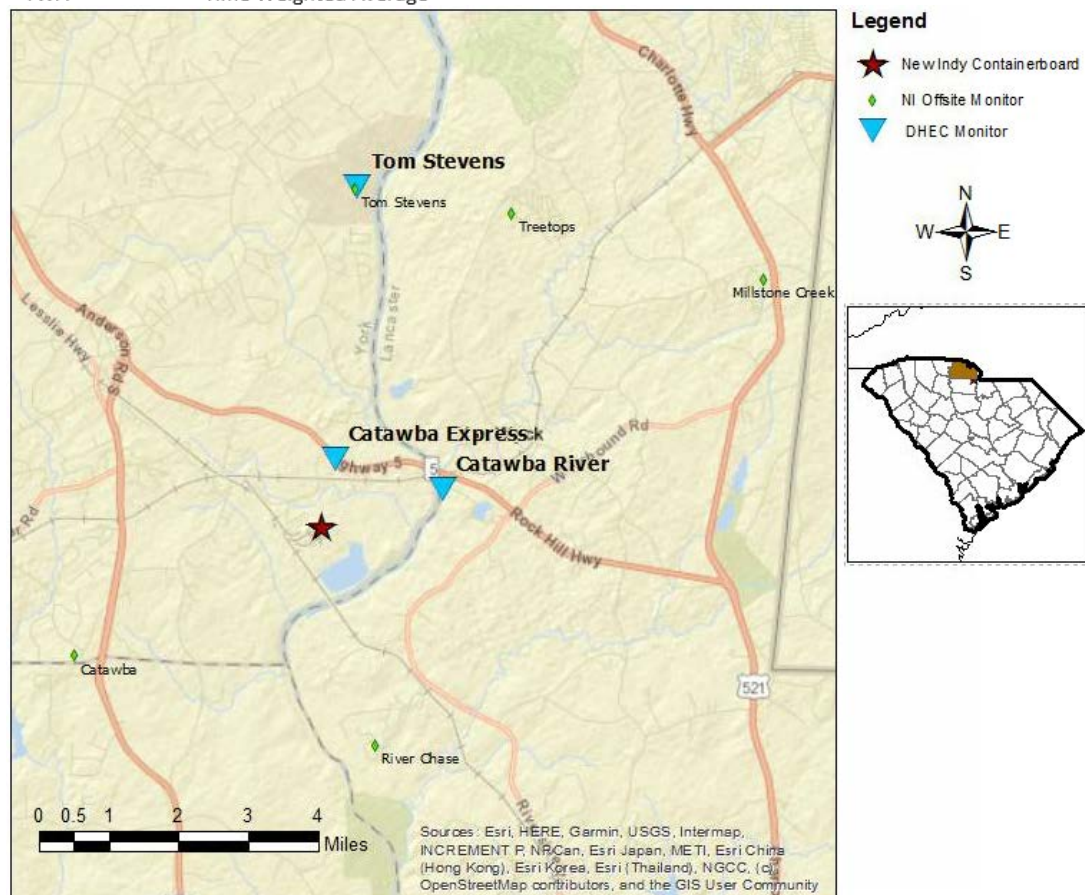 Time Weighted Average
Legend
New Indy Containerboard
NI Offsite Monitor
DHEC Monitor
N
W
E
S
Charlotte Hwy
Tom Stevens
Tom Stevens
Treetops
Millstone Creek
York
Lancaster
Lesslie Hwy
Anderson Rd S
Catawba Express
Highway 5
5
Catawba River
Rd
Rock Hill Hwy
Catawba
521
River Chase
0 0.5 1 2 3 4
Miles
Sources: Esri, HERE, Garmin, USGS, Intermap,
INCREMENT P, NRCan, Esri Japan, METI, Esri China
(Hong Kong), Esri Korea, Esri (Thailand), NGCC, (c)
OpenStreetMap contributors, and the GIS User Community